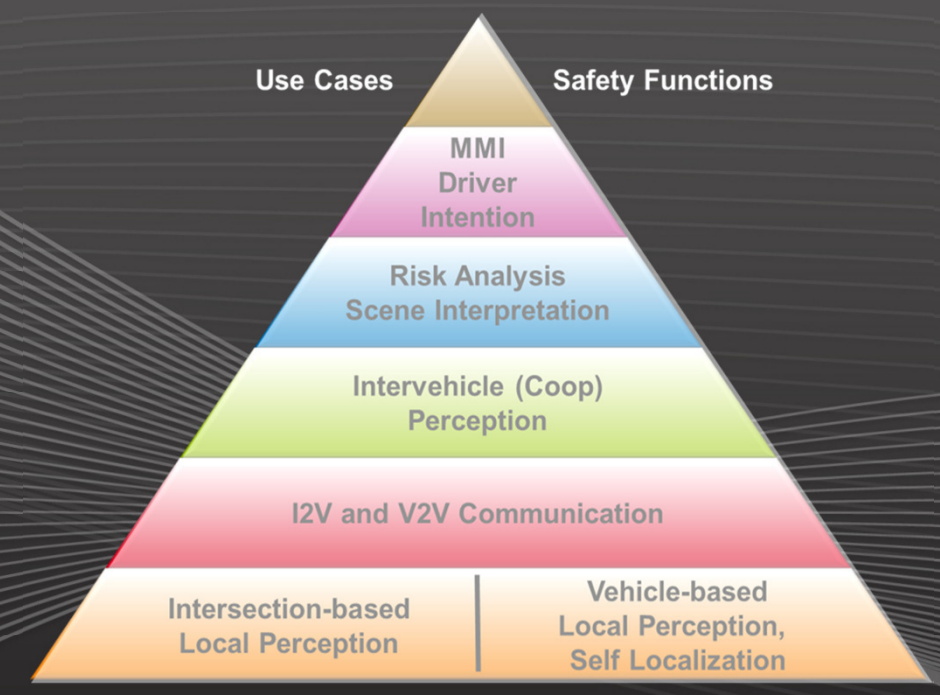 Use Cases
Safety Functions
MMI
Driver
Intention
Risk Analysis
Scene Interpretation
Intervehicle (Coop)
Perception
I2V and V2V Communication
Intersection-based
Local Perception
Vehicle-based
Local Perception,
Self Localization